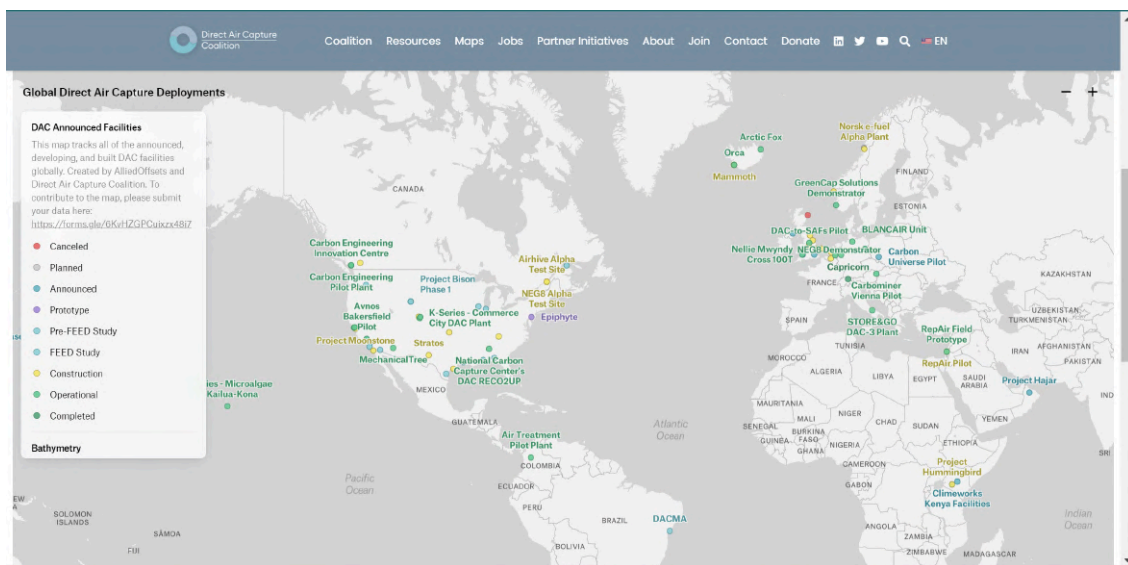 Direct Air Capture
Coalition
Coalition Resources Maps Jobs Partner Initiatives About Join Contact Donate EN
Global Direct Air Capture Deployments
DAC Announced Facilities
This map tracks all of the announced,
developing, and built DAC facilities
globally. Created by AlliedOffsets and
Direct Air Capture Coalition. To
contribute to the map, please submit
your data here:
Canceled
Planned
Announced
Prototype
Pre-FEED Study
FEED Study
Construction
Operational
Completed
Bathymetry
CANADA
Carbon Engineering
Innovation Centre
Carbon Engineering
Pilot Plant
Project Bison
Phase 1
Avnos
Bakersfield
Pilot
K-Series - Commerce
City DAC Plant
Project Moonstone
Stratos
MechanicalTree
National Carbon
Capture Center's
DAC RECO2UP
Airhive Alpha
Test Site
NEG8 Alpha
Test Site
Epiphyte
ies - Microalgae
Kailua-Kona
MEXICO
GUATEMALA
Air Treatment
Pilot Plant
COLOMBIA
ECUADOR
PERU
BRAZIL
BOLIVIA
DACMA
Pacific
Ocean
Atlantic
Ocean
Indian
Ocean
EW
SOLOMON
ISLANDS
SÂMOA
FIJI
Arctic Fox
Orca
Mammoth
Norsk e-fuel
Alpha Plant
FINLAND
ESTONIA
GreenCap Solutions
Demonstrator
DAC-to-SAFs Pilot
BLANCAIR Unit
Nellie Mwyndy
Cross 100T
NEG8 Demonstrator
Carbon
Universe Pilot
Capricorn
FRANCE
Carbominer
Vienna Pilot
SPAIN
STORE&GO
DAC-3 Plant
TUNISIA
RepAir Field
Prototype
RepAir Pilot
KAZAKHSTAN
UZBEKISTAN
TURKMENISTAN
AFGHANISTAN
IRAN
PAKISTAN
MOROCCO
ALGERIA
LIBYA
EGYPT
SAUDI
ARABIA
Project Hajar
IND
MAURITANIA
MALI
NIGER
CHAD
SUDAN
YEMEN
SENEGAL
BURKINA
FASO
GUINEA
GHANA
NIGERIA
ETHIOPIA
SRI
CAMEROON
GABON
Project
Hummingbird
Climeworks
Kenya Facilities
ANGOLA
ZAMBIA
ZIMBABWE
MADAGASCAR